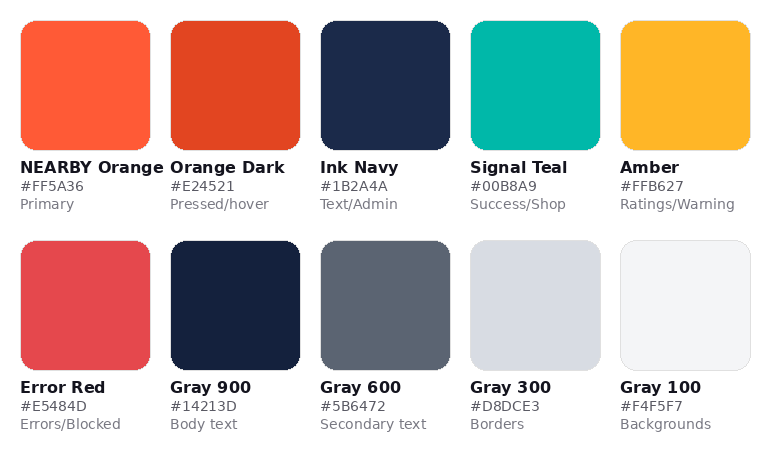 NEARBY Orange
#FF5A36
Primary
Orange Dark
#E24521
Pressed/hover
Ink Navy
#1B2A4A
Text/Admin
Signal Teal
#00B8A9
Success/Shop
Amber
#FFB627
Ratings/Warning
Error Red
#E5484D
Errors/Blocked
Gray 900
#14213D
Body text
Gray 600
#5B6472
Secondary text
Gray 300
#D8DCE3
Borders
Gray 100
#F4F5F7
Backgrounds